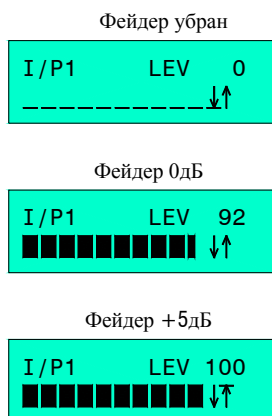 Фейдер убран
I/P1 LEV 0
_ _ _ _ _ _ _ _ _ _ _ _ ↓↑
Фейдер 0дБ
I/P1 LEV 92
↓↑
Фейдер +5дБ
I/P1 LEV 100
↓↑